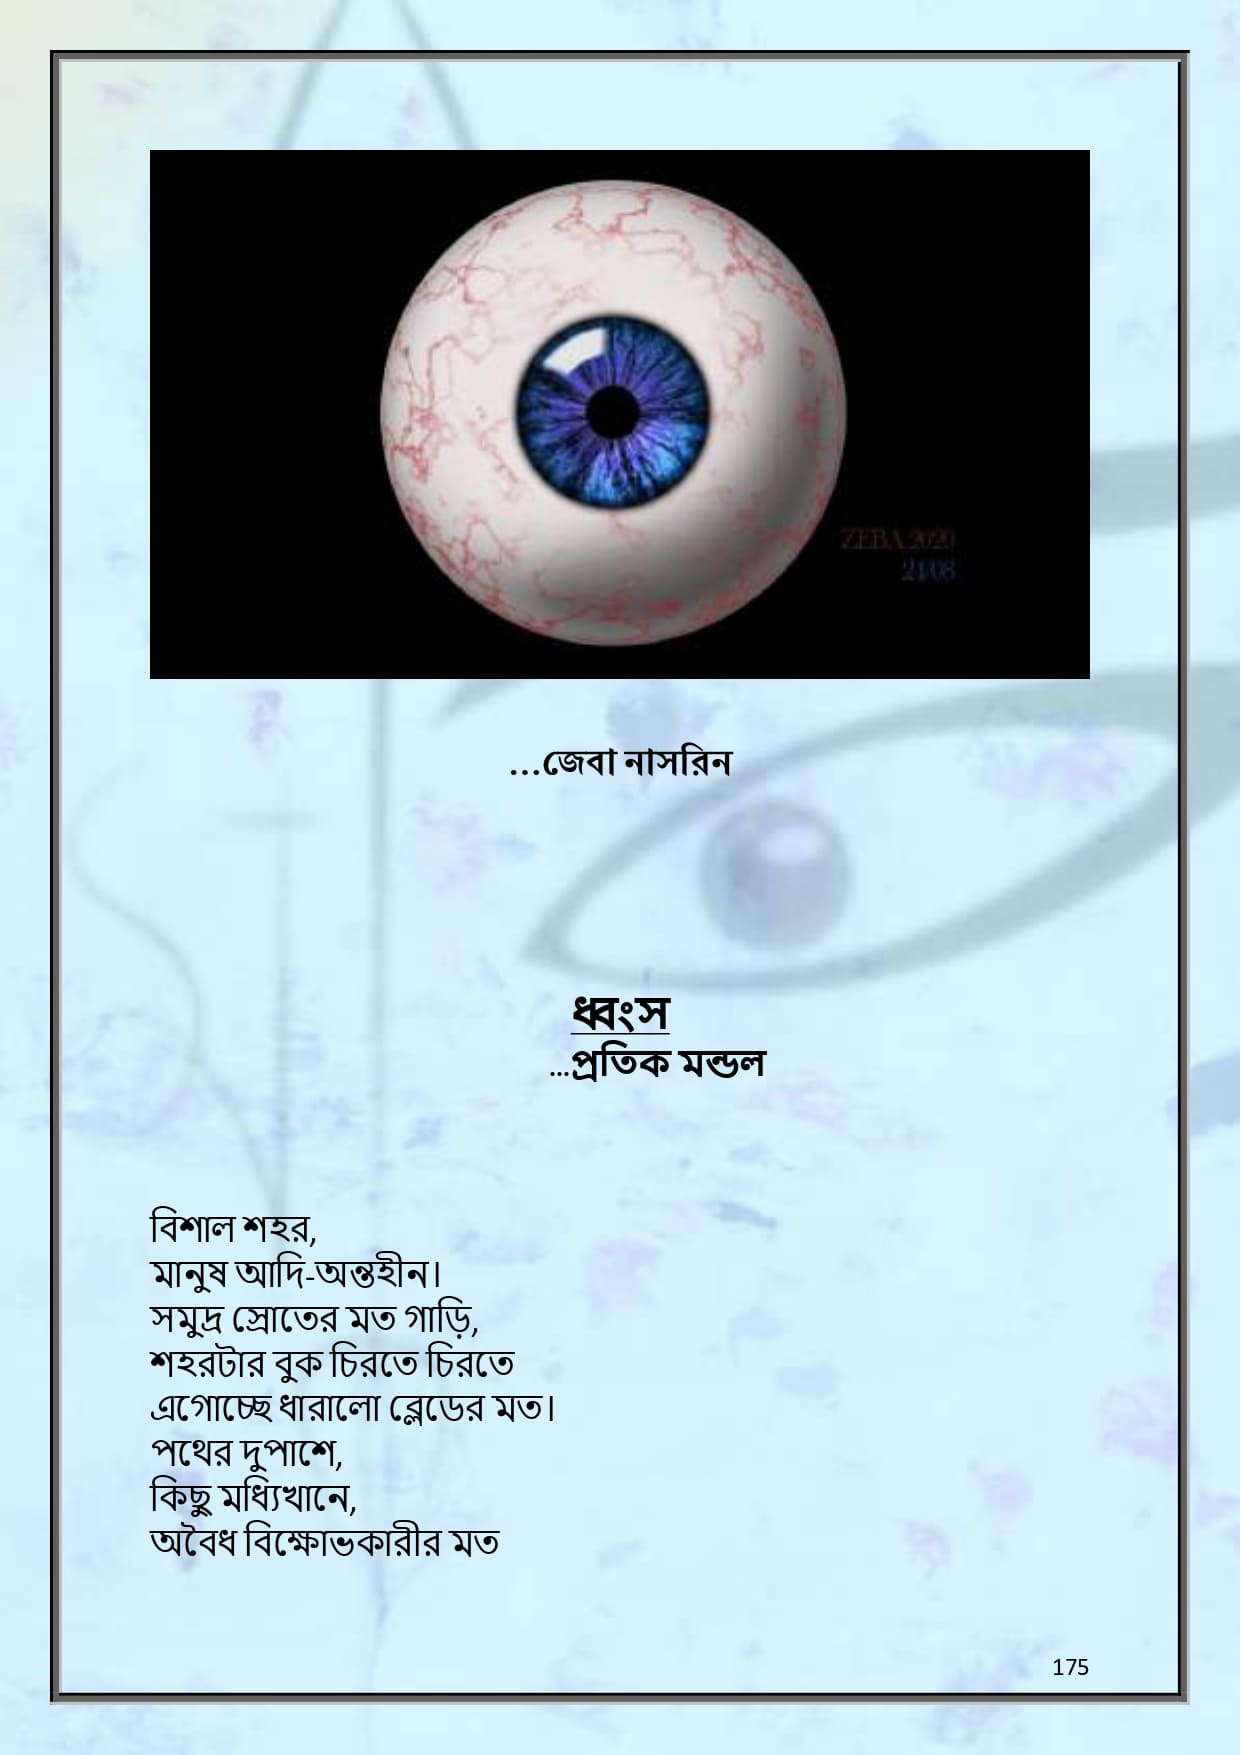 ZEBA 2020
24/08
...জেবা নাসরিন
ধ্বংস
...প্রতিক মন্ডল
বিশাল শহর,
মানুষ আদি-অন্তহীন।
সমুদ্র স্রোতের মত গাড়ি,
শহরটার বুক চিরতে চিরতে
এগোচ্ছে ধারালো ব্লেডের মত।
পথের দুপাশে,
কিছু মধ্যিখানে,
অবৈধ বিক্ষোভকারীর মত
175